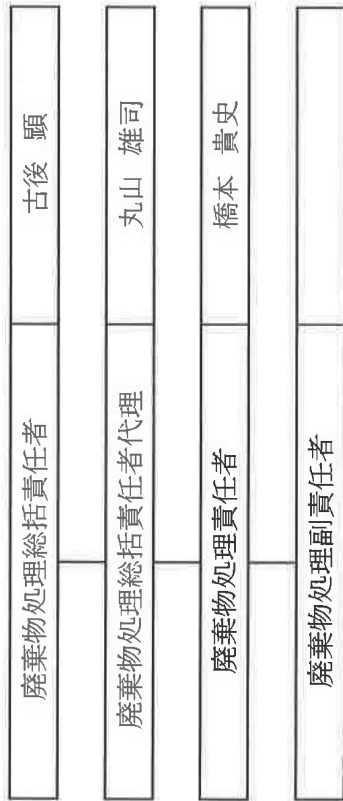 廃棄物処理総括責任者 古後 顕
廃棄物処理総括責任者代理 丸山 雄司
廃棄物処理責任者 橋本 貴史
廃棄物処理副責任者